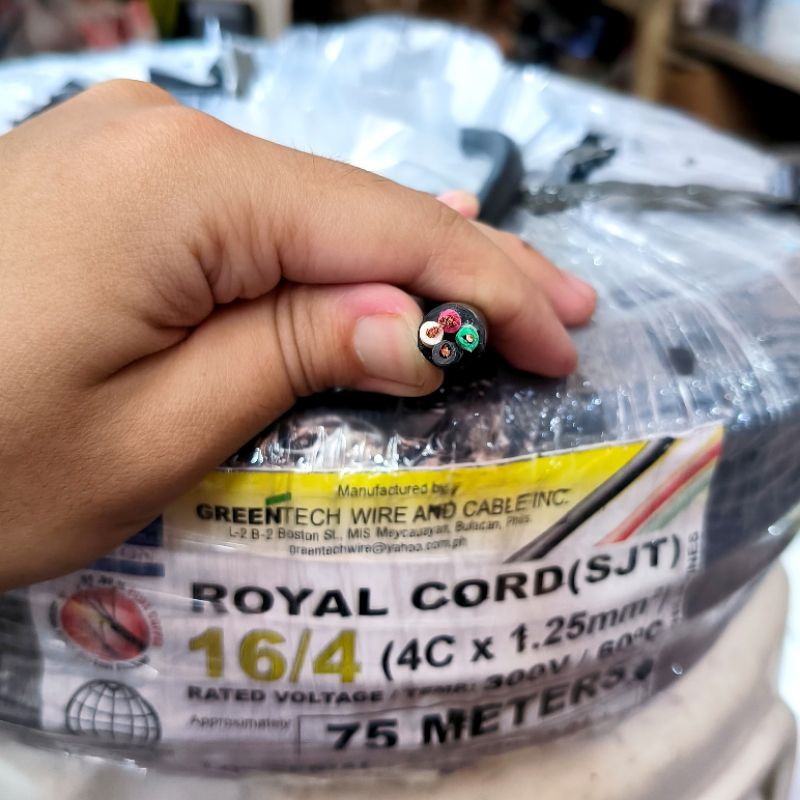 Manufactured by:
GREENTECH WIRE AND CABLE INC.
L-2 B-2 Boston St., MIS Meycauayan, Bulacan, Phils.
greentechwire@yahoo.com.ph
ROYAL CORD(SJT)
16/4 (4C x 1.25mm²/
RATED VOLTAGE / TEMP: 300V / 60°C
Approximately 75 METERS